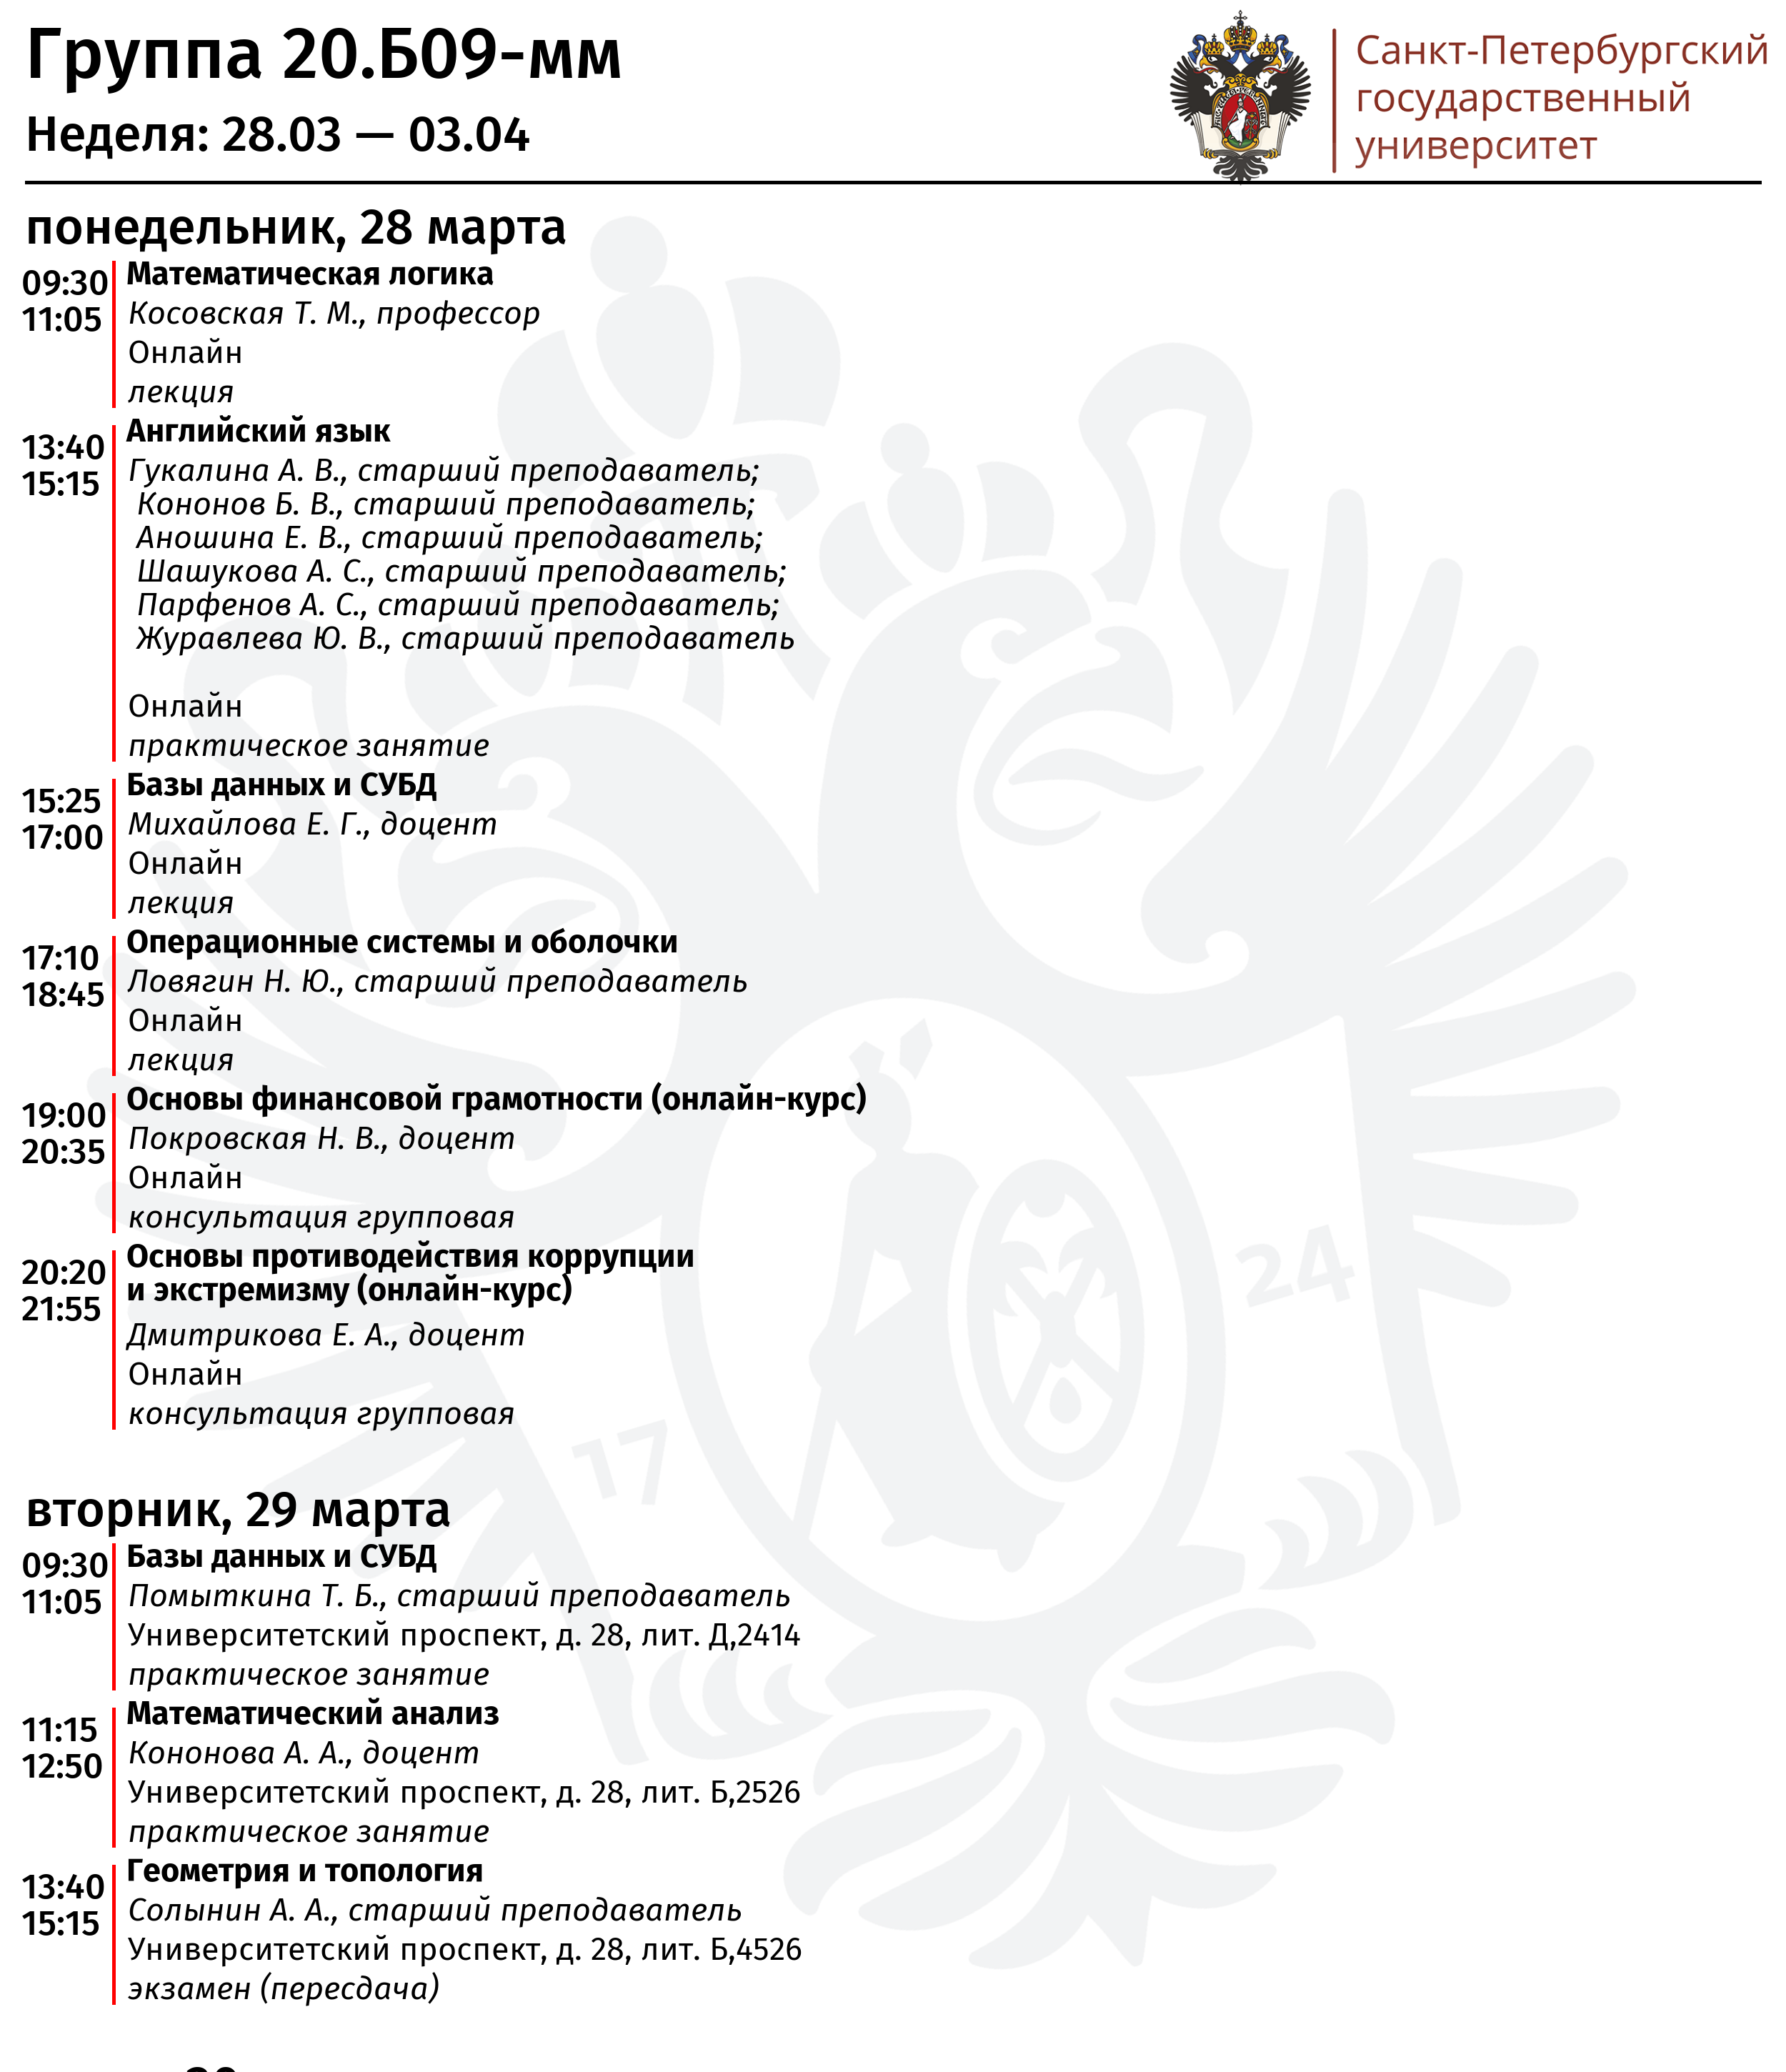 Группа 20.Б09-мм
Неделя: 28.03 — 03.04
Санкт-Петербургский
государственный
университет
понедельник, 28 марта
09:30
11:05
Математическая логика
Косовская Т. М., профессор
Онлайн
лекция
13:40
15:15
Английский язык
Гукалина А. В., старший преподаватель;
Кононов Б. В., старший преподаватель;
Аношина Е. В., старший преподаватель;
Шашукова А. С., старший преподаватель;
Парфенов А. С., старший преподаватель;
Журавлева Ю. В., старший преподаватель
Онлайн
практическое занятие
15:25
17:00
Базы данных и СУБД
Михайлова Е. Г., доцент
Онлайн
лекция
17:10
18:45
Операционные системы и оболочки
Ловягин Н. Ю., старший преподаватель
Онлайн
лекция
19:00
20:35
Основы финансовой грамотности (онлайн-курс)
Покровская Н. В., доцент
Онлайн
консультация групповая
20:20
21:55
Основы противодействия коррупции
и экстремизму (онлайн-курс)
Дмитрикова Е. А., доцент
Онлайн
консультация групповая
17
24
вторник, 29 марта
09:30
11:05
Базы данных и СУБД
Помыткина Т. Б., старший преподаватель
Университетский проспект, д. 28, лит. Д,2414
практическое занятие
11:15
12:50
Математический анализ
Кононова А. А., доцент
Университетский проспект, д. 28, лит. Б,2526
практическое занятие
13:40
15:15
Геометрия и топология
Солынин А. А., старший преподаватель
Университетский проспект, д. 28, лит. Б,4526
экзамен (пересдача)